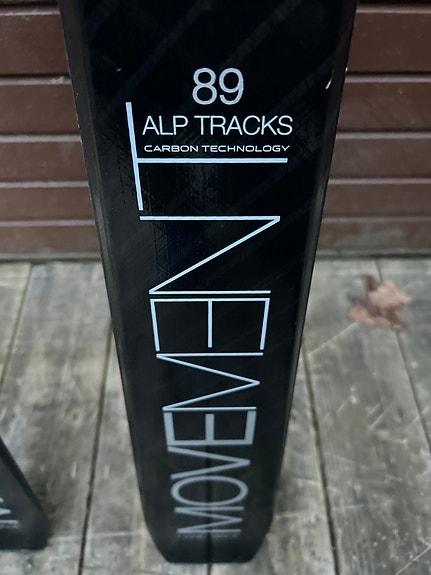 89
ALP TRACKS
CARBON TECHNOLOGY
MOVEMENT